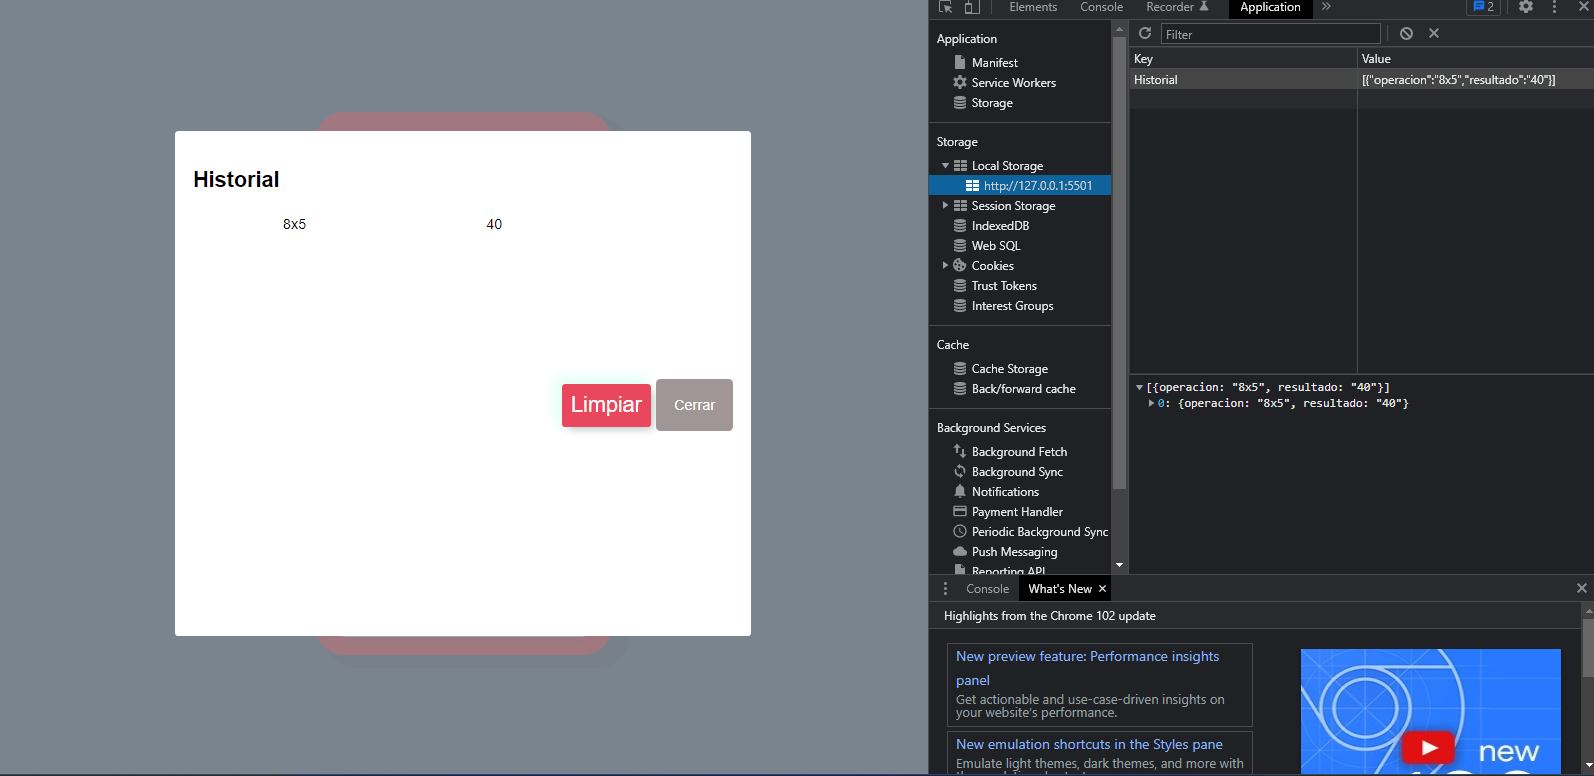 Historial
8x5 40
Limpiar Cerrar
Elements Console Recorder Application 2
Application
Manifest
Service Workers
Storage
Storage
Local Storage
http://127.0.0.1:5501
Session Storage
IndexedDB
Web SQL
Cookies
Trust Tokens
Interest Groups
Cache
Cache Storage
Back/forward cache
Background Services
Background Fetch
Background Sync
Notifications
Payment Handler
Periodic Background Sync
Push Messaging
Reporting API
Filter
Key Value
Historial [{"operacion":"8x5","resultado":"40"}]
[{operacion: "8x5", resultado: "40"}]
0: {operacion: "8x5", resultado: "40"}
Console What's New
Highlights from the Chrome 102 update
New preview feature: Performance insights
panel
Get actionable and use-case-driven insights on
your website's performance.
New emulation shortcuts in the Styles pane
Emulate light themes, dark themes, and more with
new